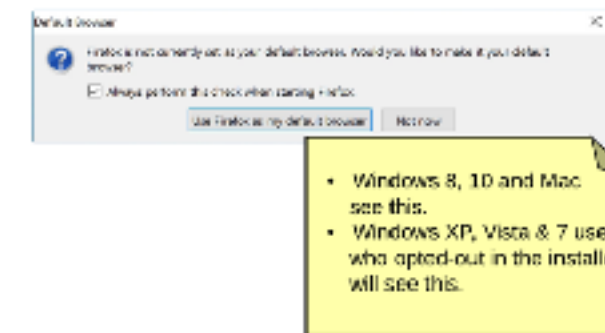 Default Browser
Firefox is not currently set as your default browser. Would you like to make it your default
browser?
Always perform this check when starting Firefox
Use Firefox as my default browser Not now
• Windows 8, 10 and Mac
see this.
• Windows XP, Vista & 7 use
who opted-out in the install
will see this.